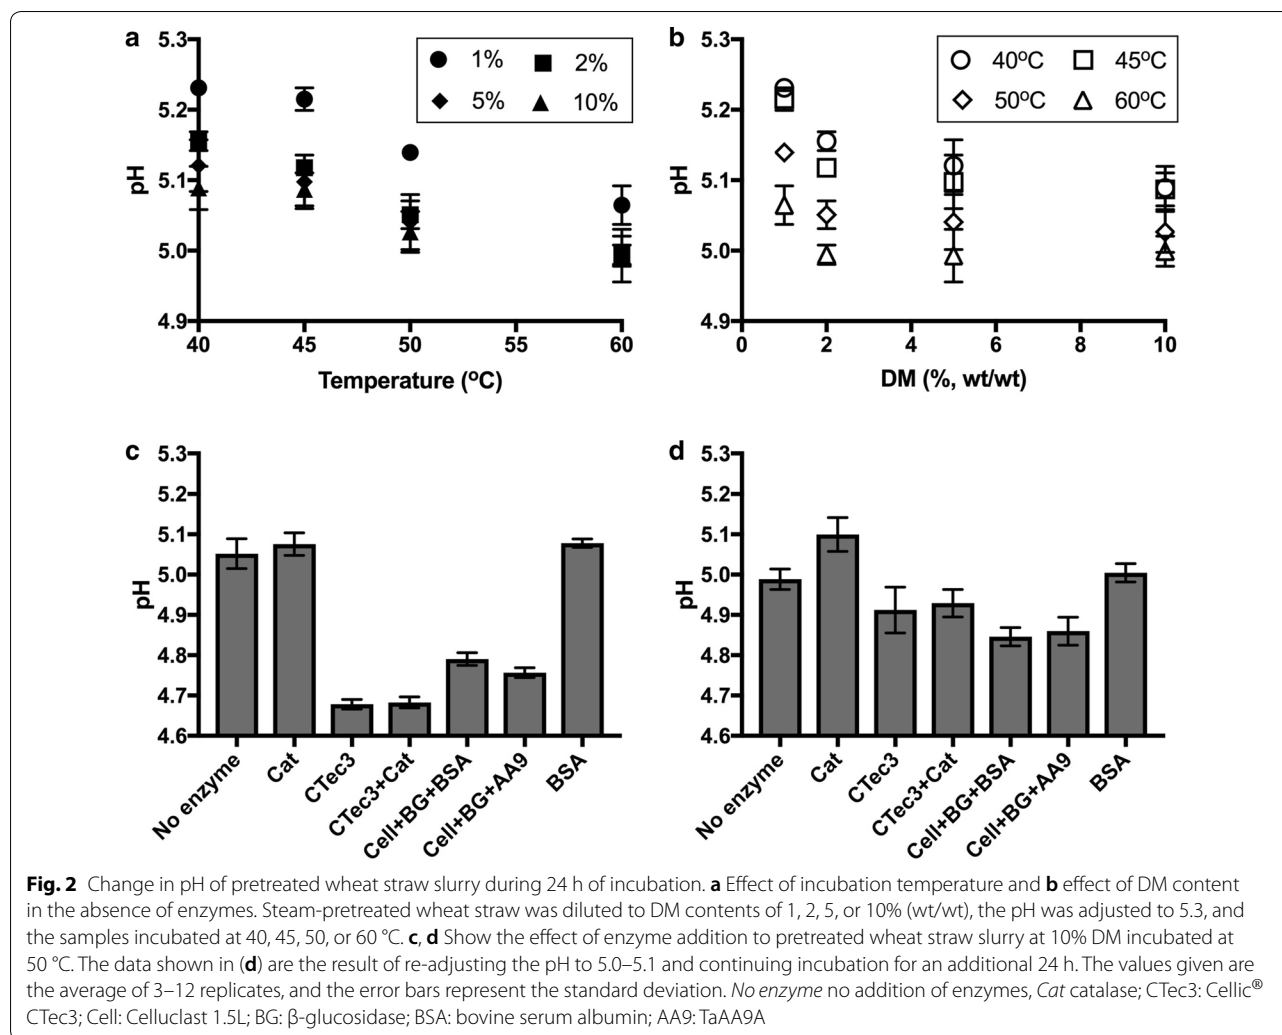 a
5.3
5.2
5.1
5.0
4.9
pH
1%
2%
5%
10%
40
45
50
55
60
Temperature (ºC)
b
5.3
5.2
5.1
5.0
4.9
pH
40ºC
45ºC
50ºC
60ºC
0
2
4
6
8
10
DM (%, wt/wt)
c
5.3
5.2
5.1
5.0
4.9
4.8
4.7
4.6
pH
No enzyme
Cat
CTec3
CTec3+Cat
Cell+BG+BSA
Cell+BG+AA9
BSA
d
5.3
5.2
5.1
5.0
4.9
4.8
4.7
4.6
pH
No enzyme
Cat
CTec3
CTec3+Cat
Cell+BG+BSA
Cell+BG+AA9
BSA
Fig. 2 Change in pH of pretreated wheat straw slurry during 24 h of incubation. a Effect of incubation temperature and b effect of DM content
in the absence of enzymes. Steam-pretreated wheat straw was diluted to DM contents of 1, 2, 5, or 10% (wt/wt), the pH was adjusted to 5.3, and
the samples incubated at 40, 45, 50, or 60 °C. c, d Show the effect of enzyme addition to pretreated wheat straw slurry at 10% DM incubated at
50 °C. The data shown in (d) are the result of re-adjusting the pH to 5.0–5.1 and continuing incubation for an additional 24 h. The values given are
the average of 3–12 replicates, and the error bars represent the standard deviation. No enzyme no addition of enzymes, Cat catalase; CTec3: Cellic®
CTec3; Cell: Celluclast 1.5L; BG: β-glucosidase; BSA: bovine serum albumin; AA9: TaAA9A